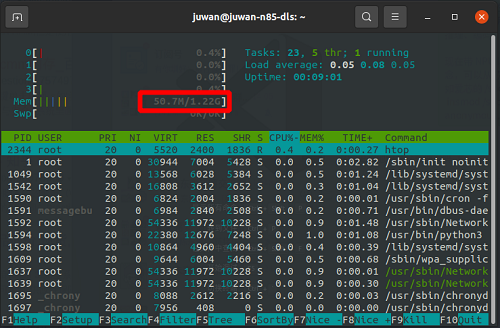 juwan@juwan-n85-dls: ~
0[| 0.4%] Tasks: 23, 5 thr; 1 running
1[ 0.0%] Load average: 0.05 0.08 0.05
2[ 0.0%] Uptime: 00:09:01
3[| 0.4%]
Mem[||||| 50.7M/1.22G]
Swp[ 0K/0K]
PID USER PRI NI VIRT RES SHR S CPU%▽MEM% TIME+ Command
2344 root 20 0 5520 2400 1836 R 0.4 0.2 0:00.27 htop
1 root 20 0 30944 7004 5428 S 0.0 0.5 0:02.82 /sbin/init noinit
1049 root 20 0 13568 6028 5384 S 0.0 0.5 0:01.24 /lib/systemd/syst
1542 root 20 0 16808 3612 2652 S 0.0 0.3 0:01.04 /lib/systemd/syst
1590 root 20 0 6824 2004 1836 S 0.0 0.2 0:00.01 /usr/sbin/cron -f
1591 messagebu 20 0 6984 2840 2508 S 0.0 0.2 0:00.71 /usr/bin/dbus-dae
1592 root 20 0 54336 11972 10228 S 0.0 0.9 0:01.48 /usr/sbin/Network
1594 root 20 0 22380 12676 7248 S 0.0 1.0 0:01.08 /usr/bin/python3
1598 root 20 0 10864 4960 4404 S 0.0 0.4 0:00.39 /lib/systemd/syst
1609 root 20 0 9644 6004 5460 S 0.0 0.5 0:00.68 /sbin/wpa_supplic
1637 root 20 0 54336 11972 10228 S 0.0 0.9 0:00.01 /usr/sbin/Network
1639 root 20 0 54336 11972 10228 S 0.0 0.9 0:00.30 /usr/sbin/Network
1695 _chrony 20 0 8088 2612 2216 S 0.0 0.2 0:00.03 /usr/sbin/chronyd
1697 _chrony 20 0 7956 408 0 S 0.0 0.0 0:00.00 /usr/sbin/chronyd
F1Help F2Setup F3SearchF4FilterF5Tree F6SortByF7Nice -F8Nice +F9Kill F10Quit